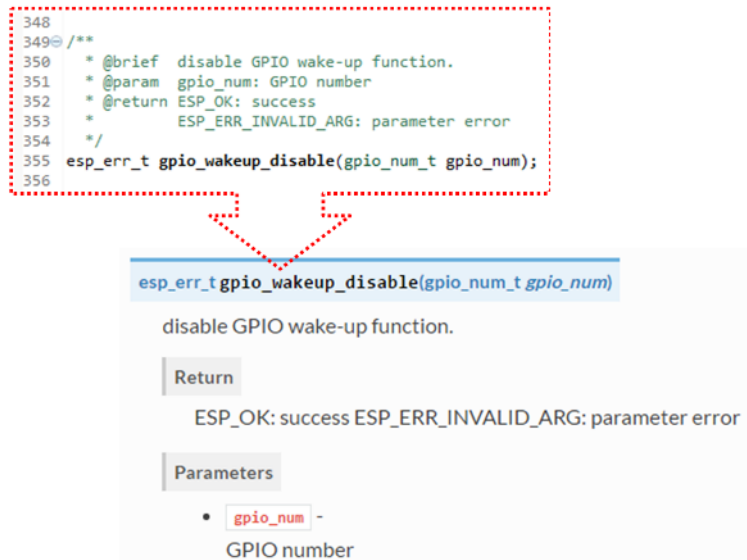 348
349 /**
350 * @brief disable GPIO wake-up function.
351 * @param gpio_num: GPIO number
352 * @return ESP_OK: success
353 * ESP_ERR_INVALID_ARG: parameter error
354 */
355 esp_err_t gpio_wakeup_disable(gpio_num_t gpio_num);
356
esp_err_t gpio_wakeup_disable(gpio_num_t gpio_num)
disable GPIO wake-up function.
Return
ESP_OK: success ESP_ERR_INVALID_ARG: parameter error
Parameters
• gpio_num -
GPIO number